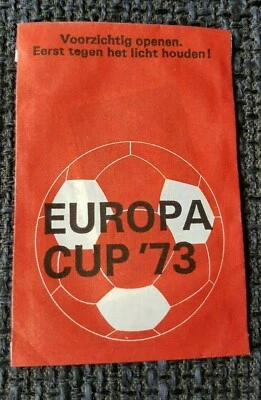 Voorzichtig openen.
Eerst tegen het licht houden!
EUROPA
CUP '73